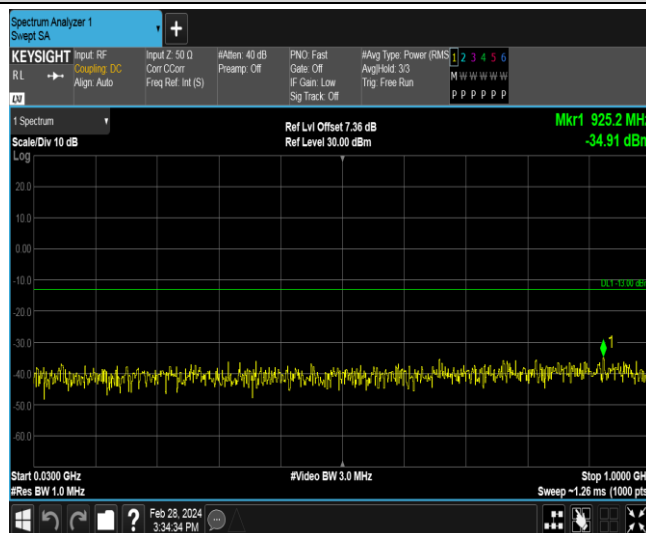 Spectrum Analyzer 1
Swept SA
+
KEYSIGHT
RL
LXI
Input: RF
Coupling: DC
Align: Auto
Input Z: 50 Ω
Corr CCorr
Freq Ref: Int (S)
#Atten: 40 dB
Preamp: Off
PNO: Fast
Gate: Off
IF Gain: Low
Sig Track: Off
#Avg Type: Power (RMS
Avg|Hold: 3/3
Trig: Free Run
1 2 3 4 5 6
M W W W W W
P P P P P P
1 Spectrum
Scale/Div 10 dB
Ref Lvl Offset 7.36 dB
Ref Level 30.00 dBm
Mkr1 925.2 MHz
-34.91 dBm
Log
20.0
10.0
0.00
-10.0
DL1 -13.00 dBm
-20.0
-30.0
1
-40.0
-50.0
-60.0
Start 0.0300 GHz
#Res BW 1.0 MHz
#Video BW 3.0 MHz
Stop 1.0000 GHz
Sweep ~1.26 ms (1000 pts
?
Feb 28, 2024
3:34:34 PM